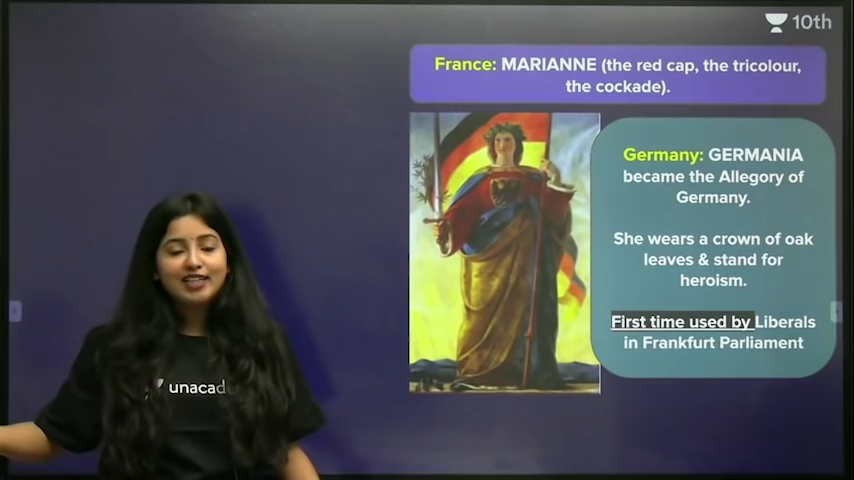 10th
France: MARIANNE (the red cap, the tricolour,
the cockade).
Germany: GERMANIA
became the Allegory of
Germany.
She wears a crown of oak
leaves & stand for
heroism.
First time used by Liberals
in Frankfurt Parliament